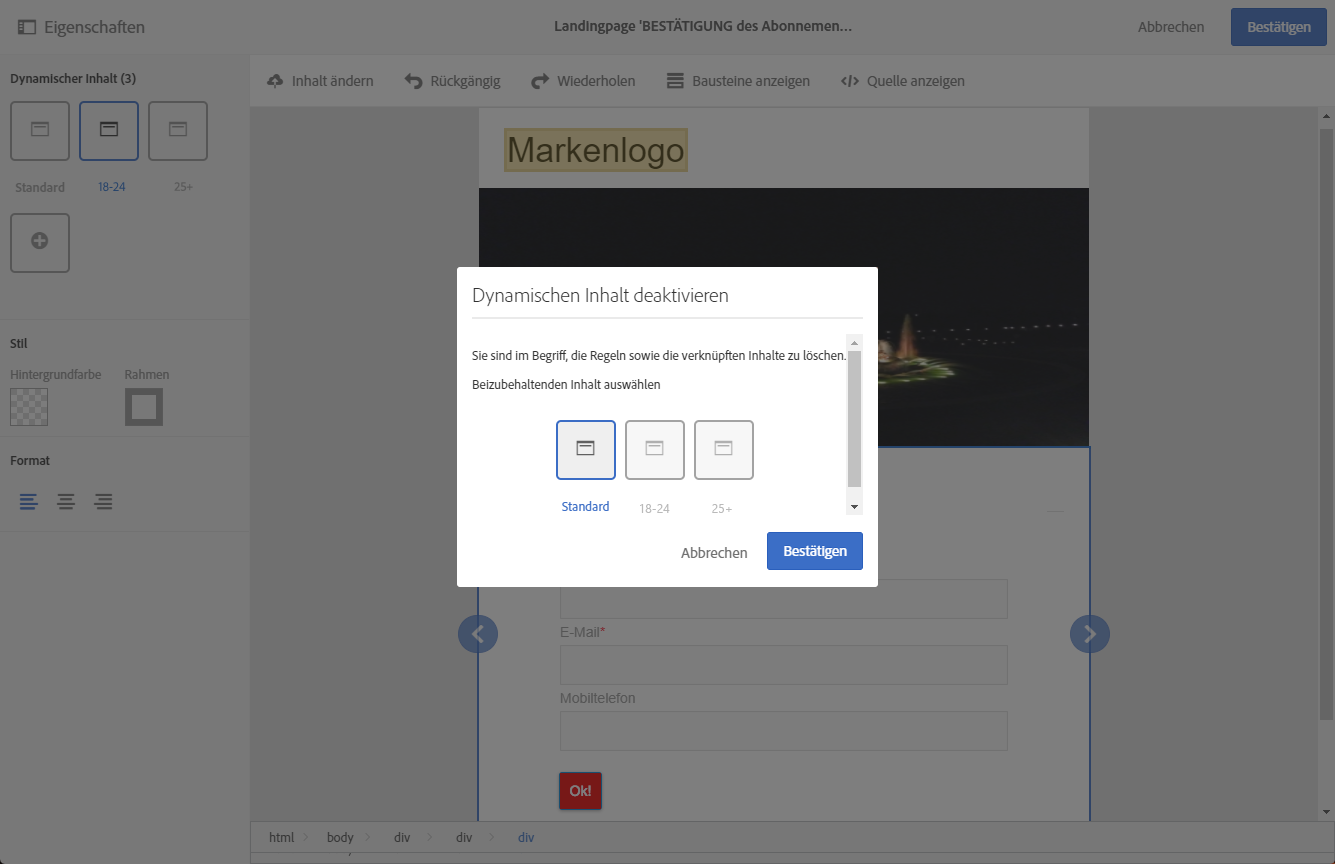 Eigenschaften
Landingpage 'BESTÄTIGUNG des Abonnemen...
Abbrechen
Bestätigen
Dynamischer Inhalt (3)
Inhalt ändern
Rückgängig
Wiederholen
Bausteine anzeigen
Quelle anzeigen
Standard
18-24
25+
Stil
Hintergrundfarbe
Rahmen
Format
Markenlogo
Dynamischen Inhalt deaktivieren
Sie sind im Begriff, die Regeln sowie die verknüpften Inhalte zu löschen.
Beizubehaltenden Inhalt auswählen
Standard
18-24
25+
Abbrechen
Bestätigen
E-Mail*
Mobiltelefon
Ok!
html
body
div
div
div